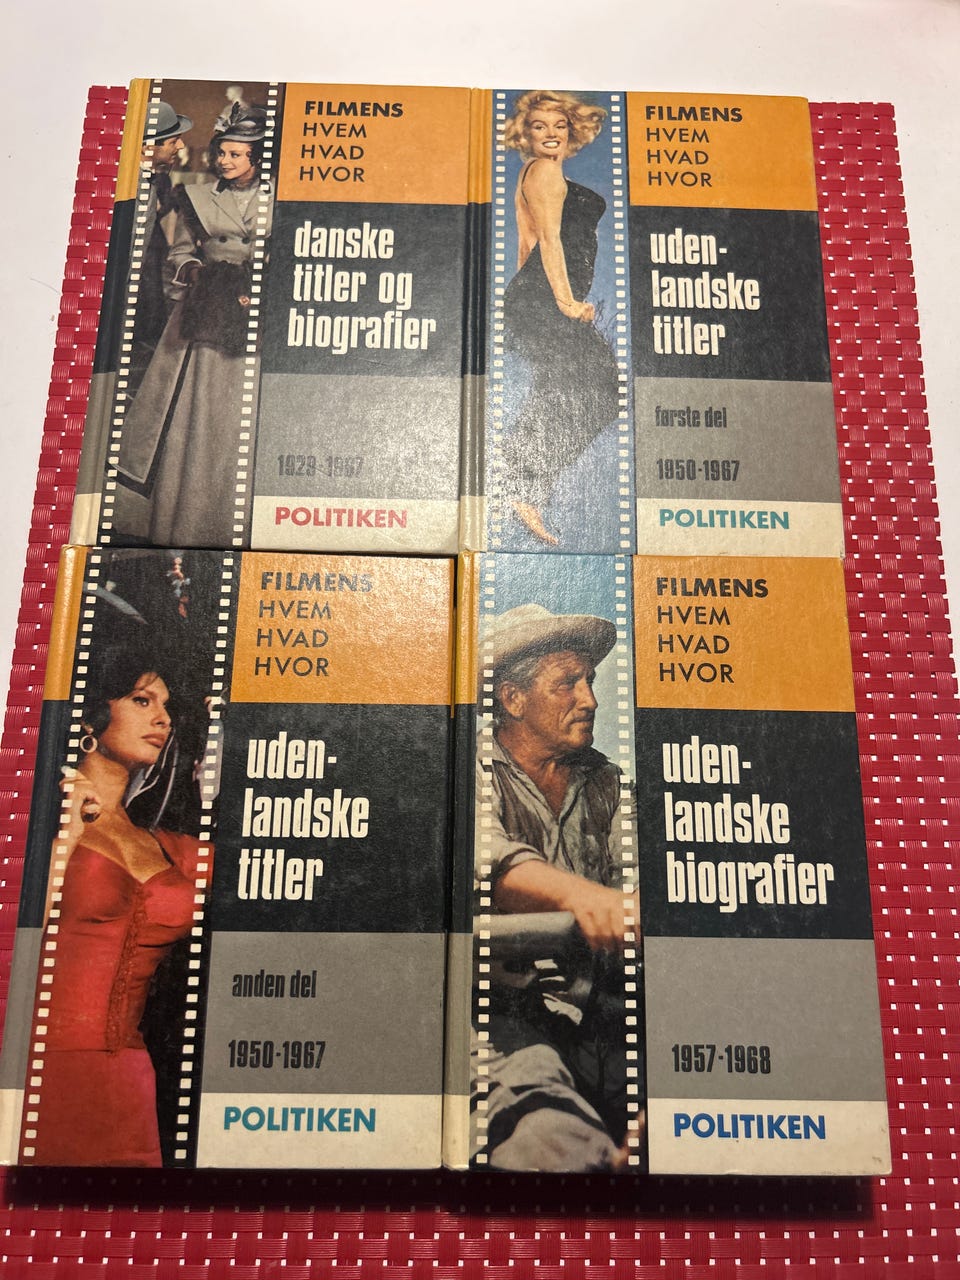 FILMENS
HVEM
HVAD
HVOR
danske
titler og
biografier
1929-1967
POLITIKEN
FILMENS
HVEM
HVAD
HVOR
uden-
landske
titler
første del
1950-1967
POLITIKEN
FILMENS
HVEM
HVAD
HVOR
uden-
landske
titler
anden del
1950-1967
POLITIKEN
FILMENS
HVEM
HVAD
HVOR
uden-
landske
biografier
1957-1968
POLITIKEN